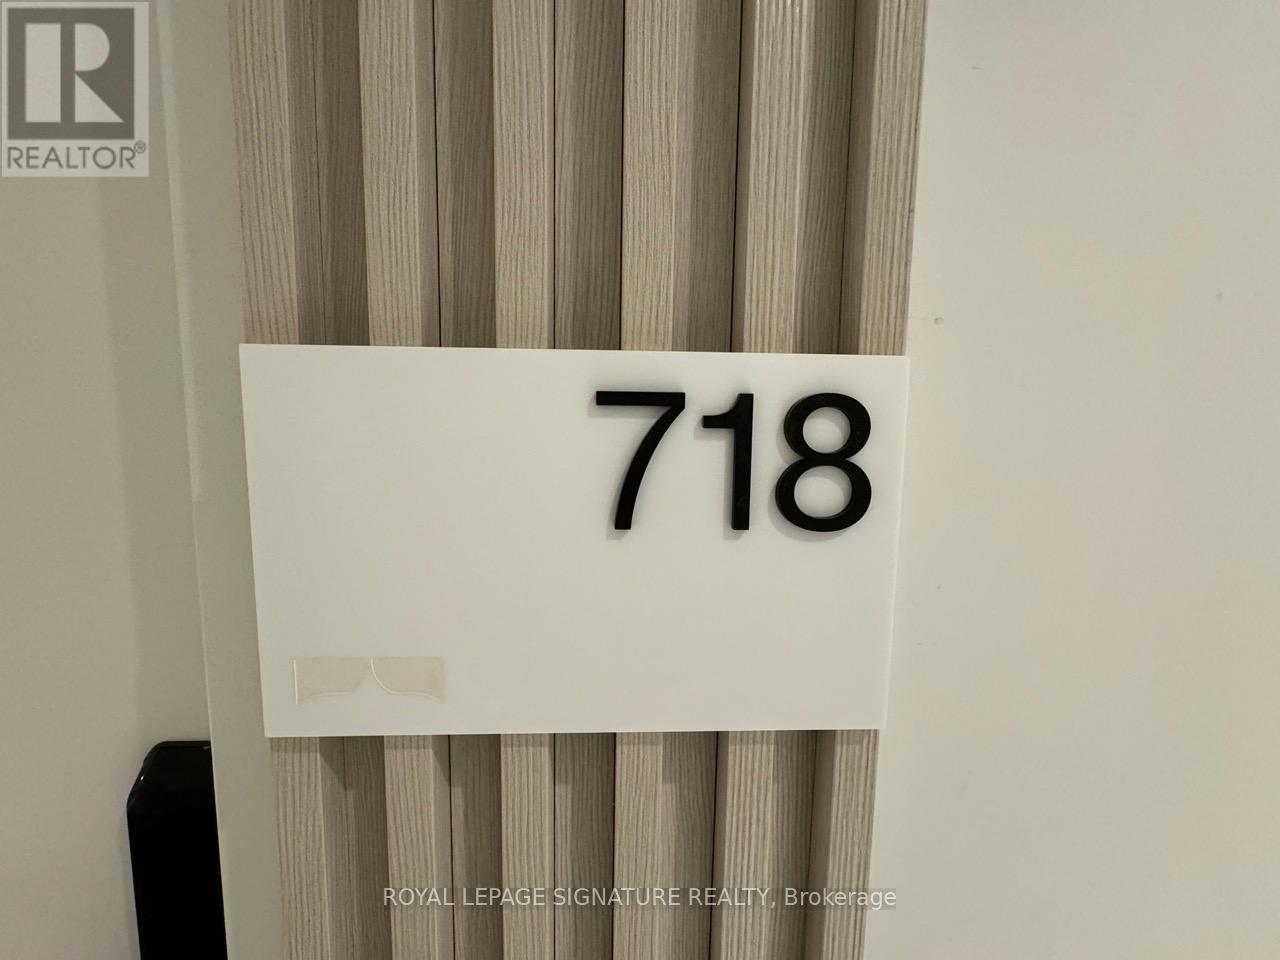 REALTOR®
718
ROYAL LEPAGE SIGNATURE REALTY, Brokerage